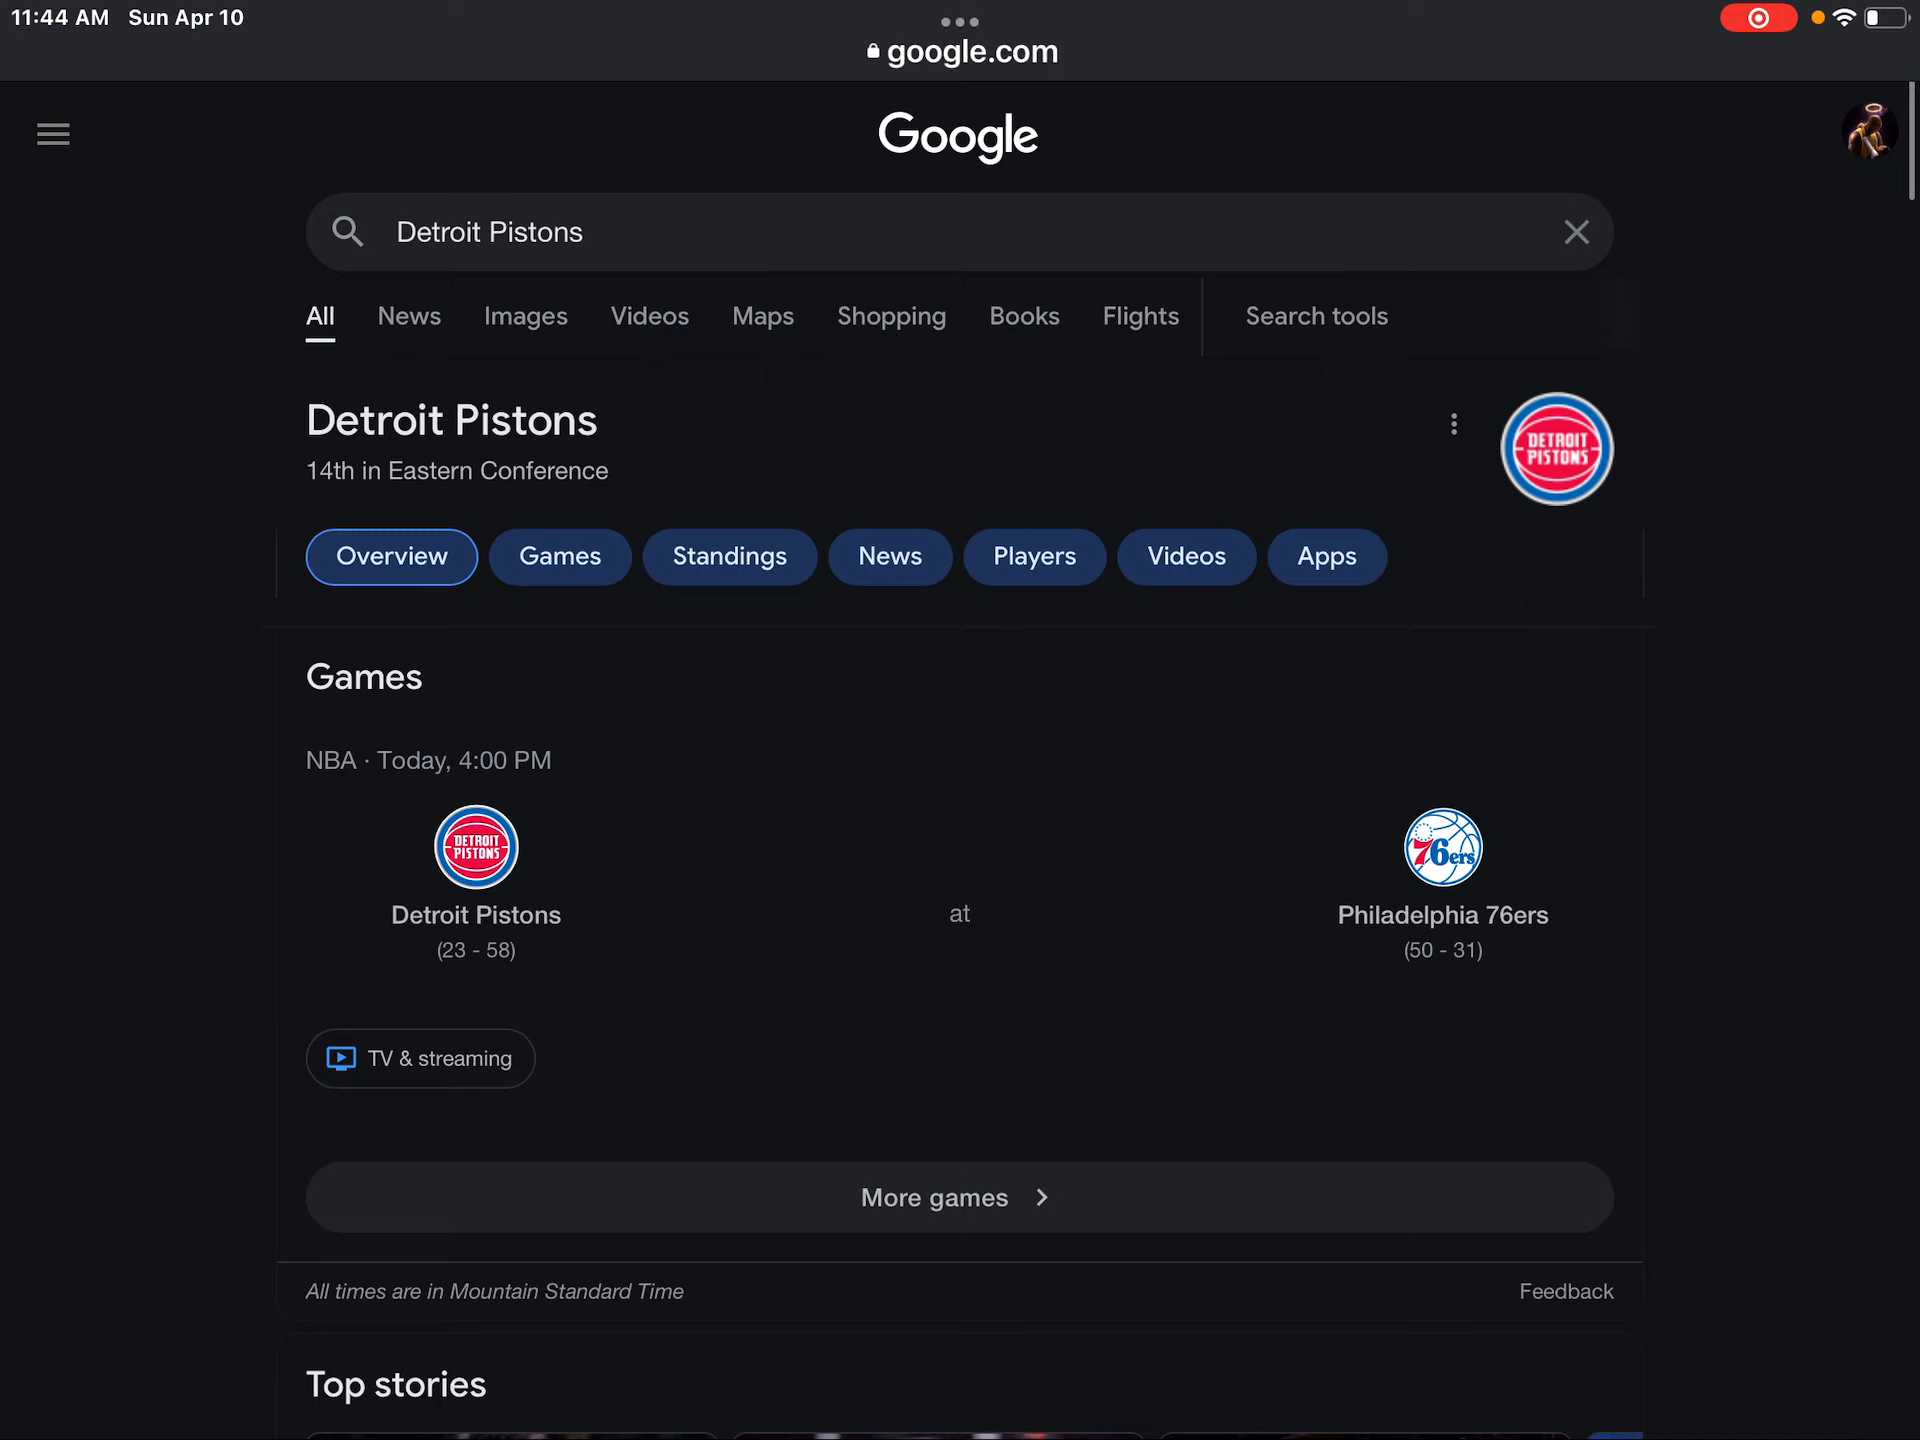 11:44 AM Sun Apr 10
google.com
Google
Detroit Pistons
All News Images Videos Maps Shopping Books Flights Search tools
Detroit Pistons
14th in Eastern Conference
DETROIT
PISTONS
Overview Games Standings News Players Videos Apps
Games
NBA · Today, 4:00 PM
DETROIT
PISTONS
76ers
Detroit Pistons at Philadelphia 76ers
(23 - 58) (50 - 31)
TV & streaming
More games
All times are in Mountain Standard Time Feedback
Top stories